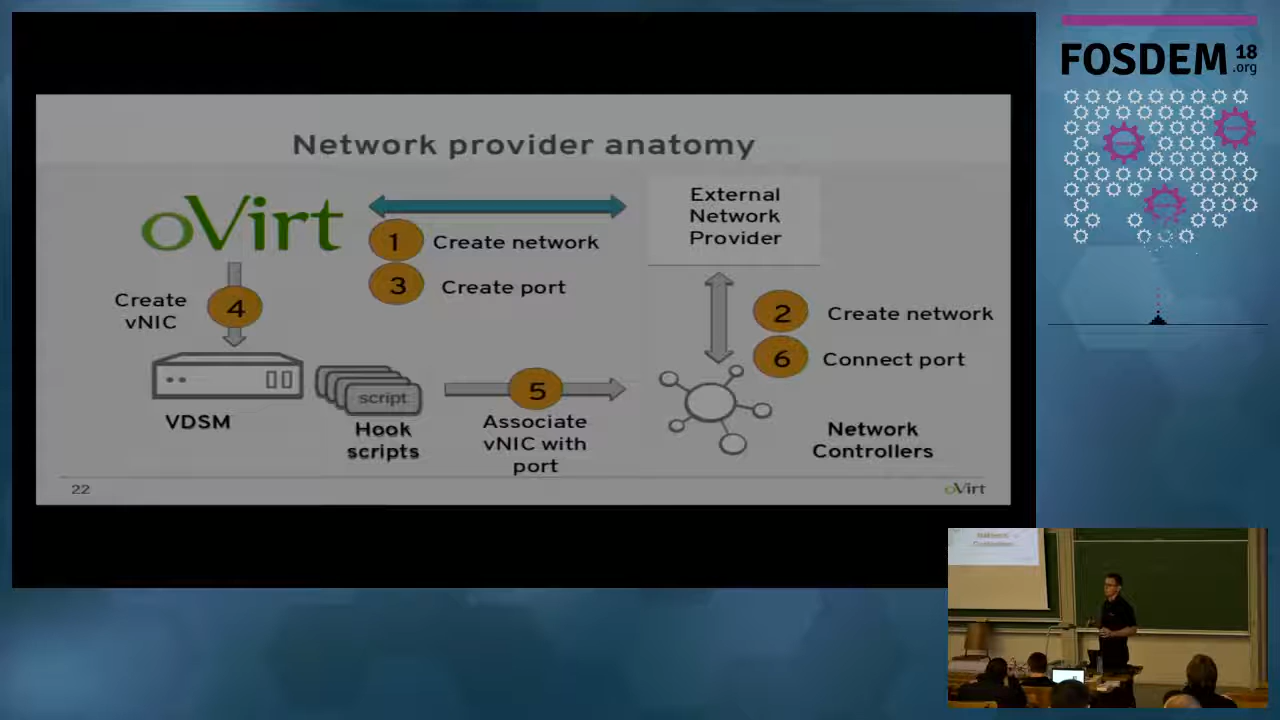 FOSDEM 18
.org
Network provider anatomy
oVirt
External
Network
Provider
1 Create network
3 Create port
Create
vNIC
4
2 Create network
6 Connect port
script
5
VDSM
Hook
scripts
Associate
vNIC with
port
Network
Controllers
22
oVirt